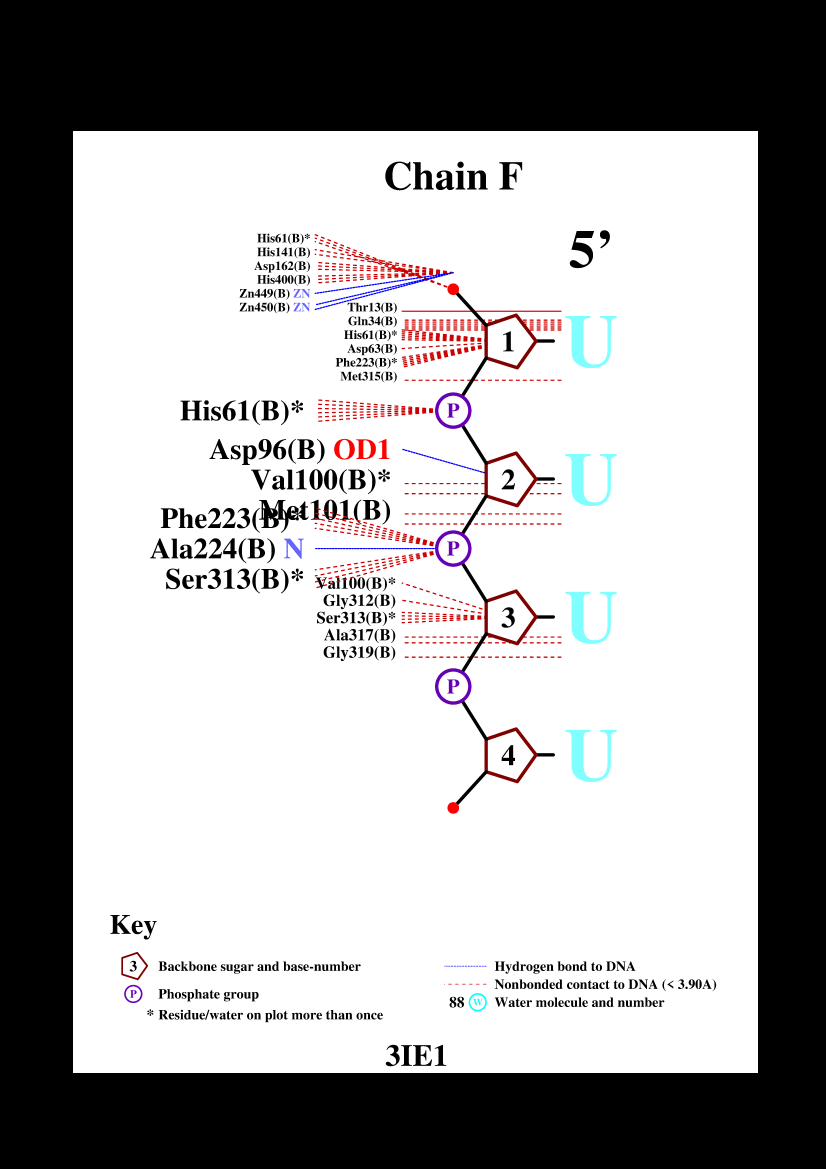 Chain F
5’
His61(B)*
His141(B)
Asp162(B)
His400(B)
Zn449(B) ZN
Zn450(B) ZN
Thr13(B)
Gln34(B)
His61(B)*
Asp63(B)
Phe223(B)*
Met315(B)
1
U
His61(B)*
P
Asp96(B) OD1
Val100(B)*
Met101(B)
2
U
Phe223(B)*
Ala224(B) N
Ser313(B)*
P
Val100(B)*
Gly312(B)
Ser313(B)*
Ala317(B)
Gly319(B)
3
U
P
4
U
Key
3 Backbone sugar and base-number
P Phosphate group
* Residue/water on plot more than once
Hydrogen bond to DNA
Nonbonded contact to DNA (< 3.90A)
88 W Water molecule and number
3IE1